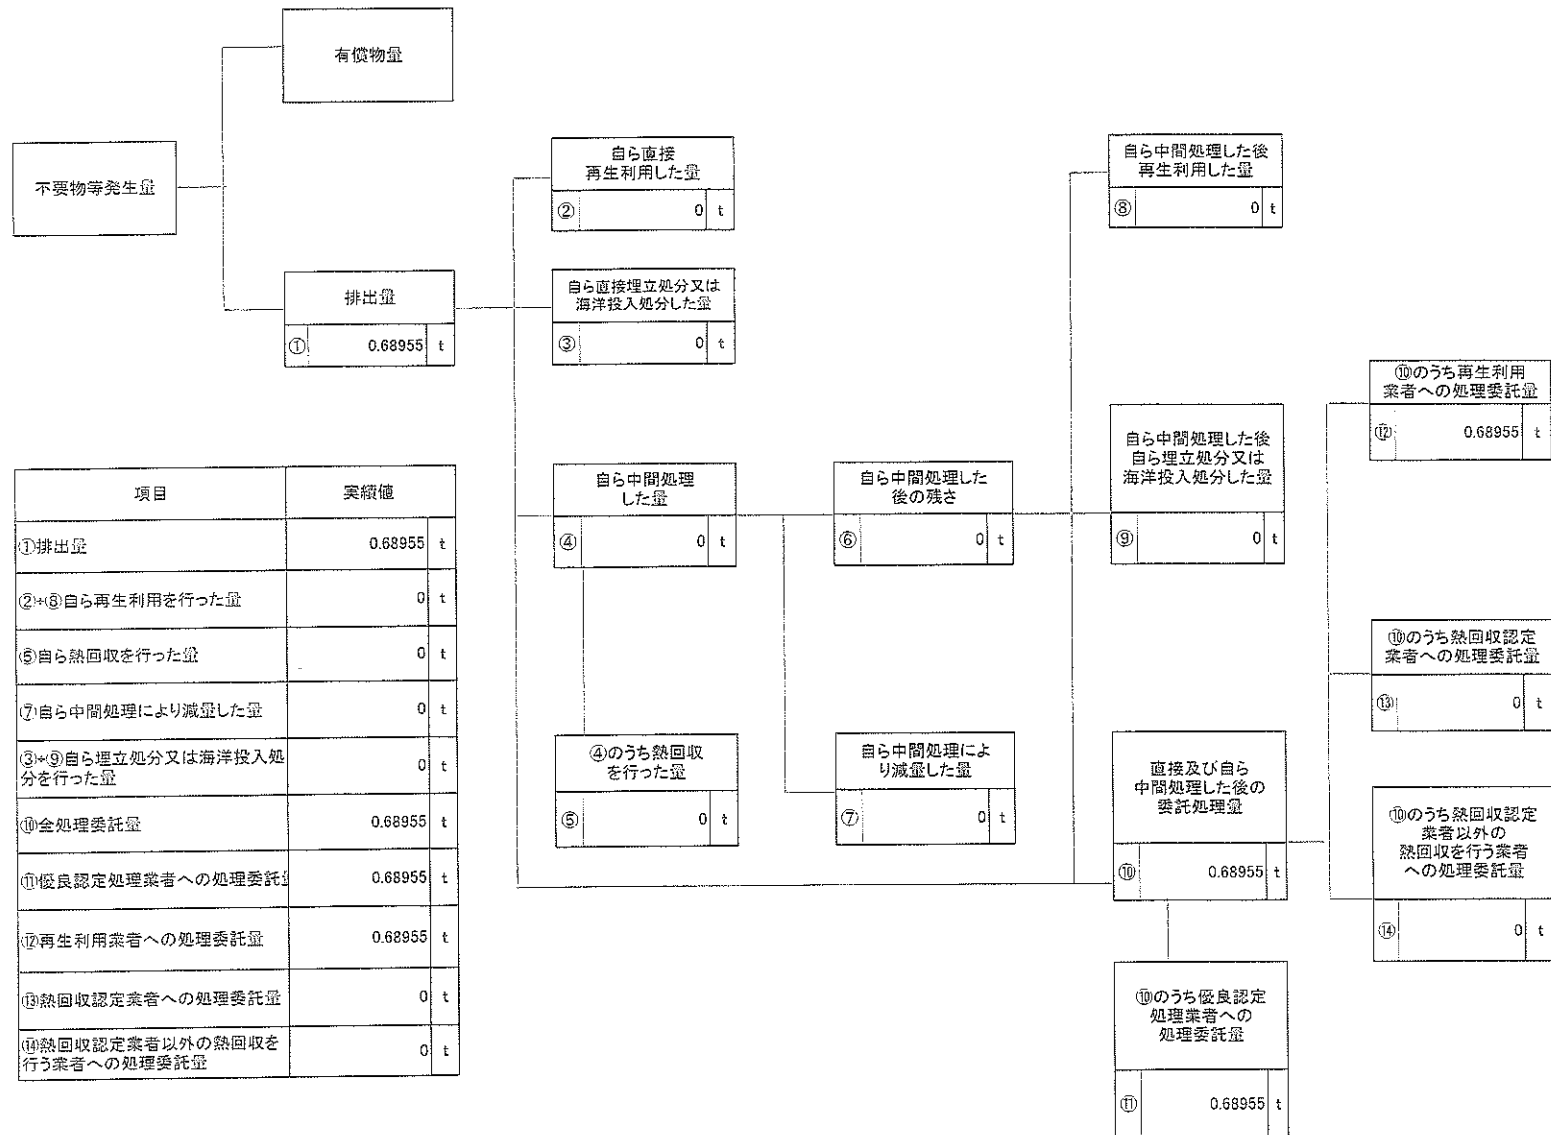 有償物量
不要物等発生量
排出量
① 0.68955 t
自ら直接
再生利用した量
② 0 t
自ら直接埋立処分又は
海洋投入処分した量
③ 0 t
自ら中間処理
した量
④ 0 t
④のうち熱回収
を行った量
⑤ 0 t
自ら中間処理した
後の残さ
⑥ 0 t
自ら中間処理によ
り減量した量
⑦ 0 t
自ら中間処理した後
再生利用した量
⑧ 0 t
自ら中間処理した後
自ら埋立処分又は
海洋投入処分した量
⑨ 0 t
直接及び自ら
中間処理した後の
委託処理量
⑩ 0.68955 t
⑩のうち優良認定
処理業者への
処理委託量
⑪ 0.68955 t
⑩のうち再生利用
業者への処理委託量
⑫ 0.68955 t
⑩のうち熱回収認定
業者への処理委託量
⑬ 0 t
⑩のうち熱回収認定
業者以外の
熱回収を行う業者
への処理委託量
⑭ 0 t
項目 実績値
①排出量 0.68955 t
②+⑧自ら再生利用を行った量 0 t
⑤自ら熱回収を行った量 0 t
⑦自ら中間処理により減量した量 0 t
③+⑨自ら埋立処分又は海洋投入処
分を行った量 0 t
⑩全処理委託量 0.68955 t
⑪優良認定処理業者への処理委託 0.68955 t
⑫再生利用業者への処理委託量 0.68955 t
⑬熱回収認定業者への処理委託量 0 t
⑭熱回収認定業者以外の熱回収を
行う業者への処理委託量 0 t